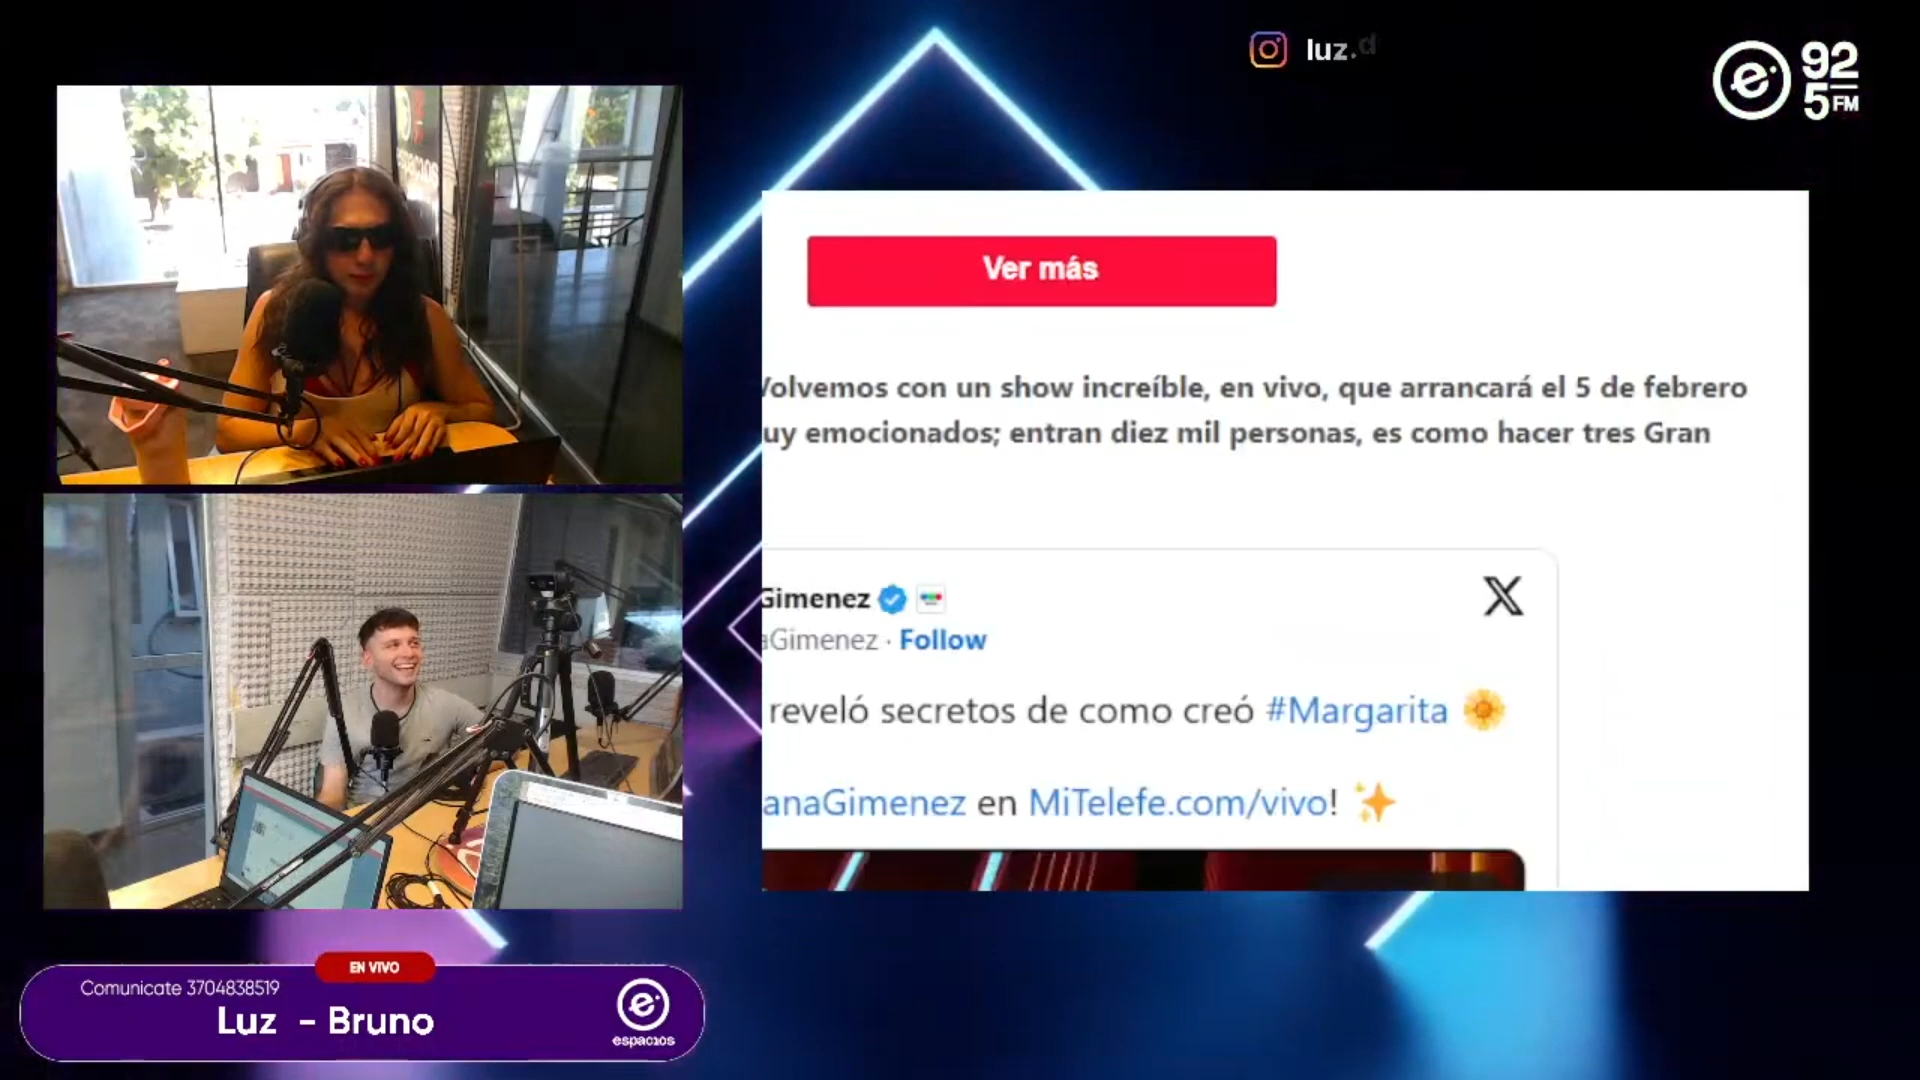 luz.d
e 92
5 FM
Ver más
Volvemos con un show increíble, en vivo, que arrancará el 5 de febrero
uy emocionados; entran diez mil personas, es como hacer tres Gran
Gimenez
aGimenez · Follow
X
reveló secretos de como creó #Margarita
anaGimenez en MiTelefe.com/vivo!
EN VIVO
Comunicate 3704838519
Luz - Bruno
e
espacios